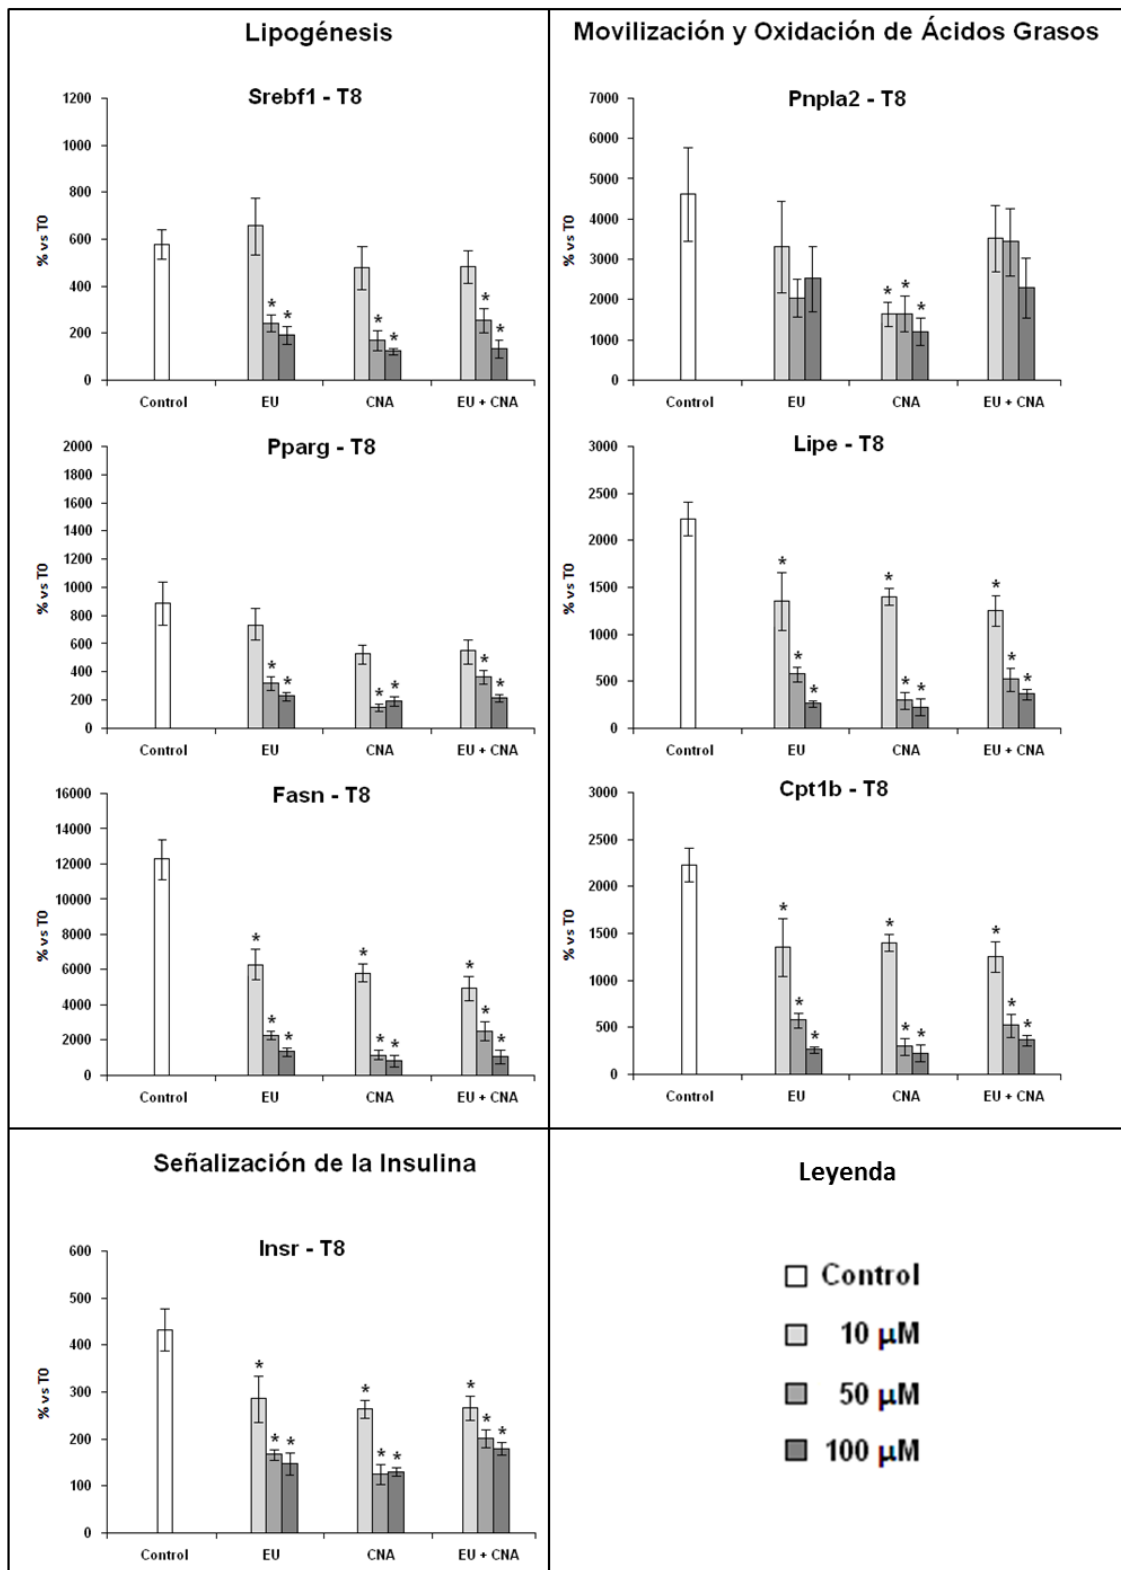 Lipogénesis
Srebf1 - T8
1200
1000
800
600
400
200
0
% vs T0
Control
EU
CNA
EU + CNA
*
*
*
*
*
*
Pparg - T8
2000
1800
1600
1400
1200
1000
800
600
400
200
0
% vs T0
Control
EU
CNA
EU + CNA
*
*
*
*
*
*
Fasn - T8
16000
14000
12000
10000
8000
6000
4000
2000
0
% vs T0
Control
EU
CNA
EU + CNA
*
*
*
*
*
*
*
*
*
Movilización y Oxidación de Ácidos Grasos
Pnpla2 - T8
7000
6000
5000
4000
3000
2000
1000
0
% vs T0
Control
EU
CNA
EU + CNA
*
*
*
Lipe - T8
3000
2500
2000
1500
1000
500
0
% vs T0
Control
EU
CNA
EU + CNA
*
*
*
*
*
*
*
*
*
Cpt1b - T8
3000
2500
2000
1500
1000
500
0
% vs T0
Control
EU
CNA
EU + CNA
*
*
*
*
*
*
*
*
*
Señalización de la Insulina
Insr - T8
600
500
400
300
200
100
0
% vs T0
Control
EU
CNA
EU + CNA
*
*
*
*
*
*
*
*
*
Leyenda
Control
10 µM
50 µM
100 µM